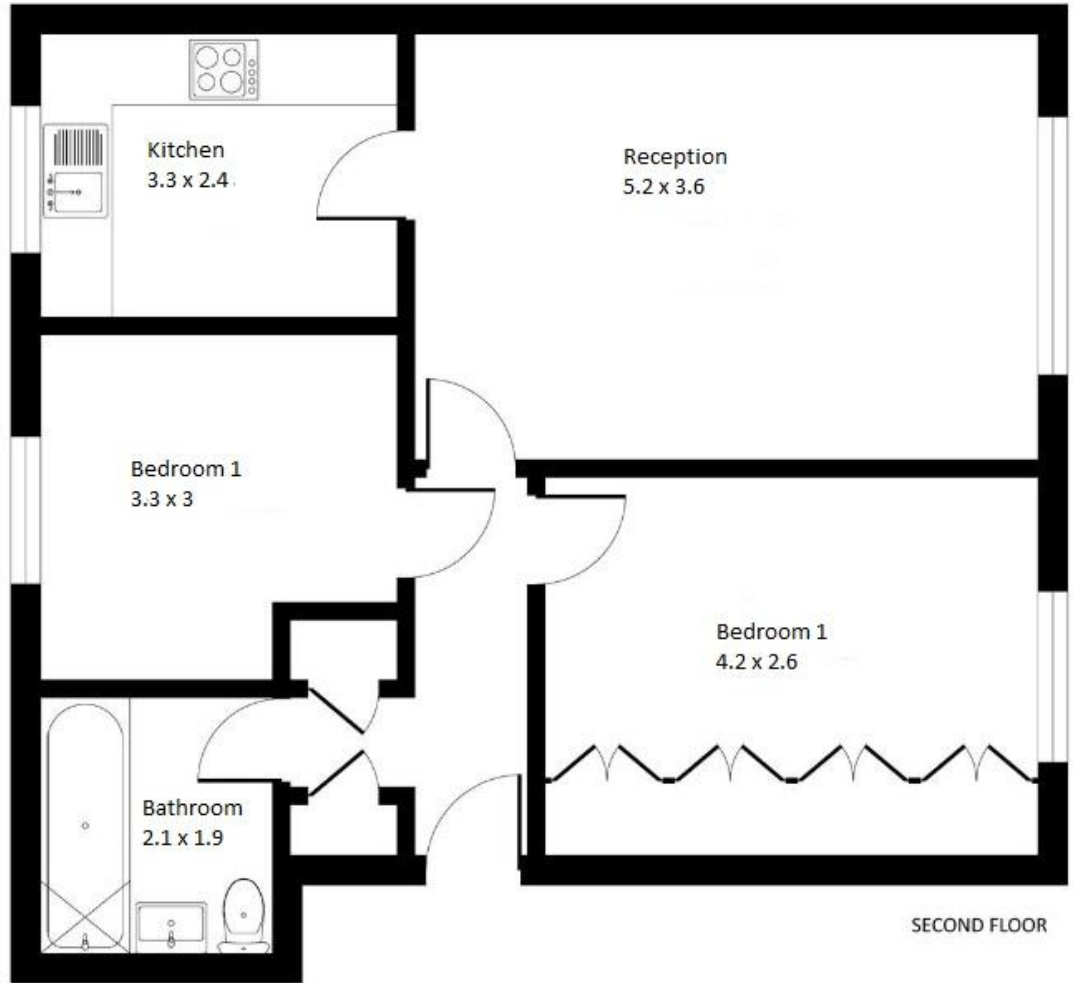 Kitchen
3.3 x 2.4
Reception
5.2 x 3.6
Bedroom 1
3.3 x 3
Bedroom 1
4.2 x 2.6
Bathroom
2.1 x 1.9
SECOND FLOOR